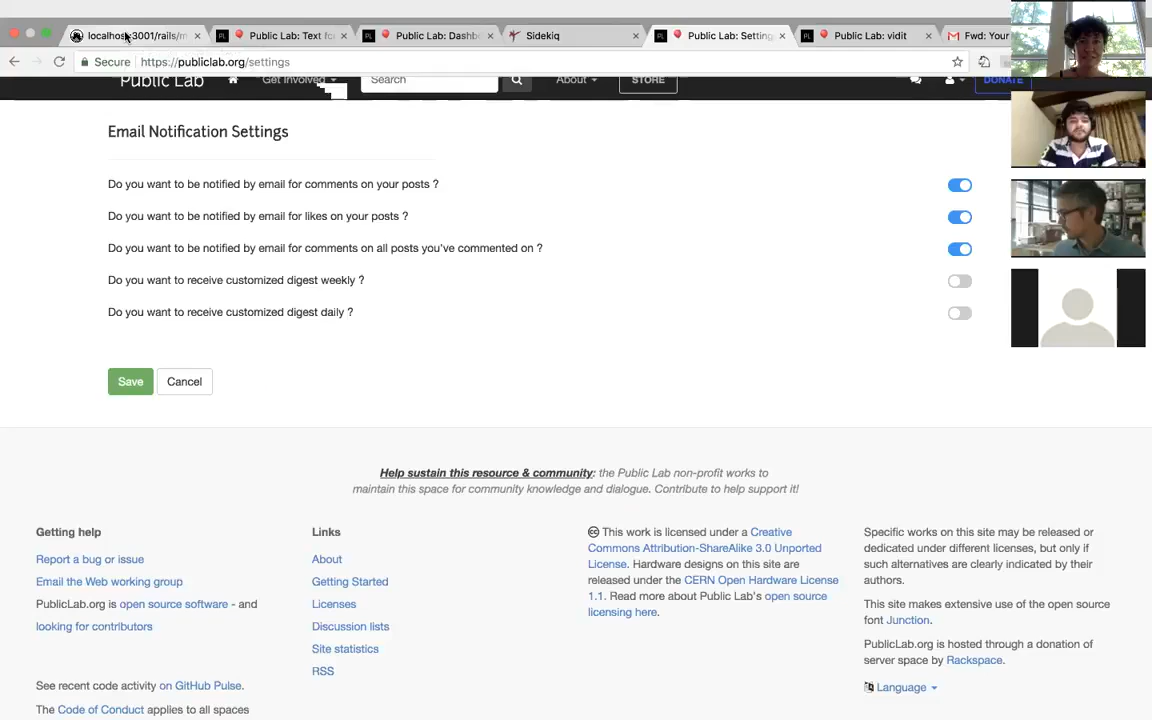 localhost:3001/rails/m
Public Lab: Text fo
Public Lab: Dashb
Sidekiq
Public Lab: Setting
Public Lab: vidit
Fwd: Your
Secure
https://publiclab.org/settings
Public Lab
Get Involved
Search
About
STORE
DONATE
Email Notification Settings
Do you want to be notified by email for comments on your posts ?
Do you want to be notified by email for likes on your posts ?
Do you want to be notified by email for comments on all posts you've commented on ?
Do you want to receive customized digest weekly ?
Do you want to receive customized digest daily ?
Save
Cancel
Help sustain this resource & community: the Public Lab non-profit works to
maintain this space for community knowledge and dialogue. Contribute to help support it!
Getting help
Report a bug or issue
Email the Web working group
PublicLab.org is open source software - and
looking for contributors
See recent code activity on GitHub Pulse.
The Code of Conduct applies to all spaces
Links
About
Getting Started
Licenses
Discussion lists
Site statistics
RSS
This work is licensed under a Creative
Commons Attribution-ShareAlike 3.0 Unported
License. Hardware designs on this site are
released under the CERN Open Hardware License
1.1. Read more about Public Lab's open source
licensing here.
Specific works on this site may be released or
dedicated under different licenses, but only if
such alternatives are clearly indicated by their
authors.
This site makes extensive use of the open source
font Junction.
PublicLab.org is hosted through a donation of
server space by Rackspace.
Language